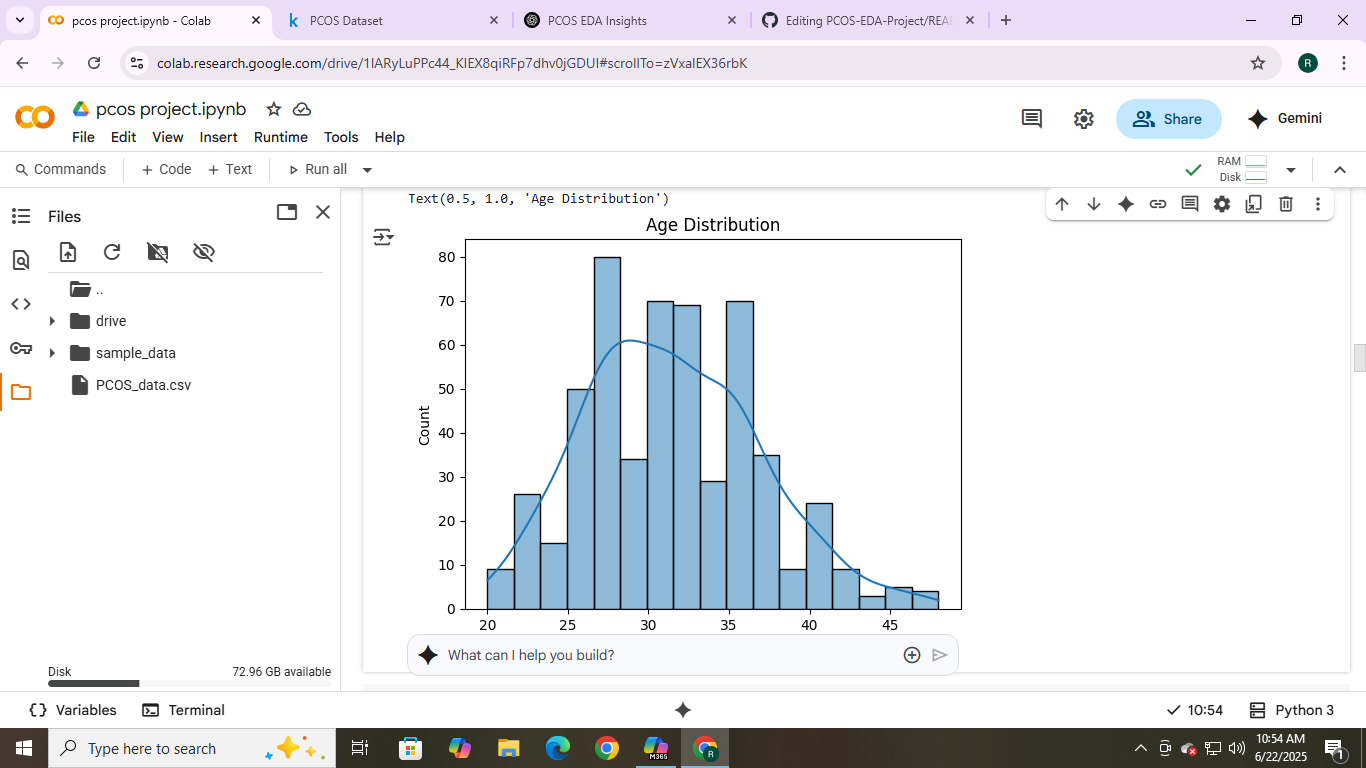 pcos project.ipynb - Colab
PCOS Dataset
PCOS EDA Insights
Editing PCOS-EDA-Project/REA
colab.research.google.com/drive/1IARyLuPPc44_KIEX8qiRFp7dhv0jGDUI#scrollTo=zVxaIEX36rbK
R
pcos project.ipynb
File Edit View Insert Runtime Tools Help
Share
Gemini
Commands
+ Code + Text
Run all
RAM
Disk
Files
..
drive
sample_data
PCOS_data.csv
Disk 72.96 GB available
Text(0.5, 1.0, 'Age Distribution')
Age Distribution
80
70
60
50
40
30
20
10
0
Count
20 25 30 35 40 45
What can I help you build?
Variables
Terminal
10:54
Python 3
Type here to search
M365
R
10:54 AM
6/22/2025
1